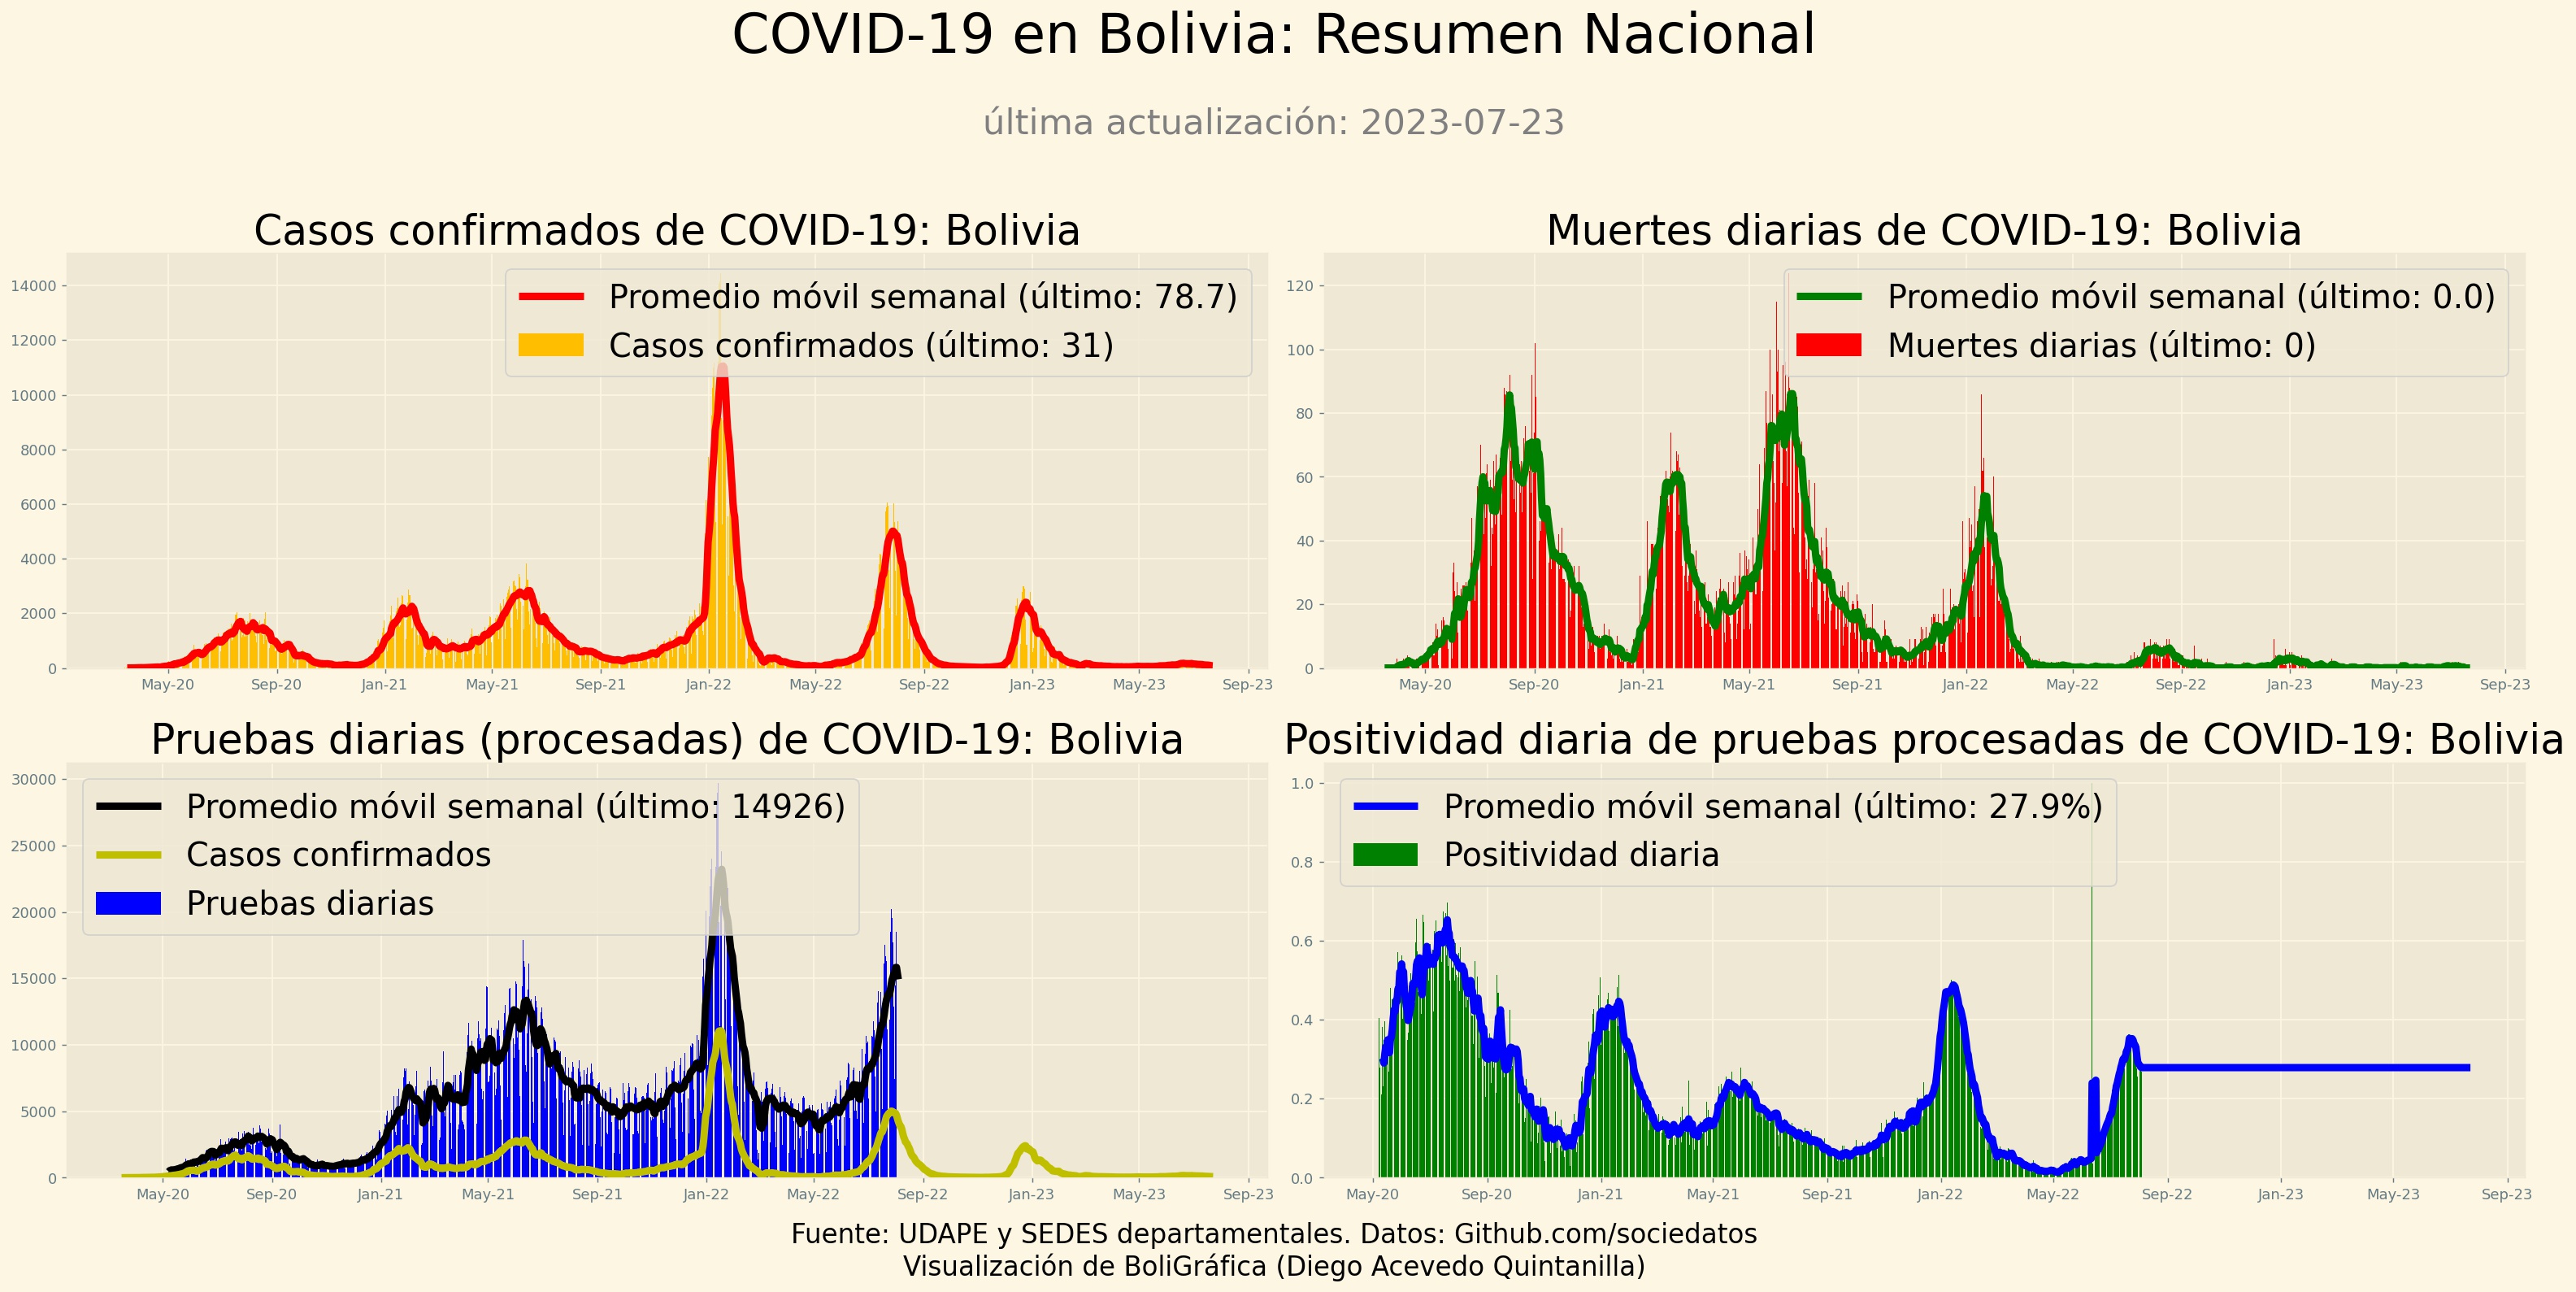 COVID-19 en Bolivia: Resumen Nacional
última actualización: 2023-07-23
Casos confirmados de COVID-19: Bolivia
Promedio móvil semanal (último: 78.7)
Casos confirmados (último: 31)
14000
12000
10000
8000
6000
4000
2000
0
May-20 Sep-20 Jan-21 May-21 Sep-21 Jan-22 May-22 Sep-22 Jan-23 May-23 Sep-23
Muertes diarias de COVID-19: Bolivia
Promedio móvil semanal (último: 0.0)
Muertes diarias (último: 0)
120
100
80
60
40
20
0
May-20 Sep-20 Jan-21 May-21 Sep-21 Jan-22 May-22 Sep-22 Jan-23 May-23 Sep-23
Pruebas diarias (procesadas) de COVID-19: Bolivia
Promedio móvil semanal (último: 14926)
Casos confirmados
Pruebas diarias
30000
25000
20000
15000
10000
5000
0
May-20 Sep-20 Jan-21 May-21 Sep-21 Jan-22 May-22 Sep-22 Jan-23 May-23 Sep-23
Positividad diaria de pruebas procesadas de COVID-19: Bolivia
Promedio móvil semanal (último: 27.9%)
Positividad diaria
1.0
0.8
0.6
0.4
0.2
0.0
May-20 Sep-20 Jan-21 May-21 Sep-21 Jan-22 May-22 Sep-22 Jan-23 May-23 Sep-23
Fuente: UDAPE y SEDES departamentales. Datos: Github.com/sociedatos
Visualización de BoliGráfica (Diego Acevedo Quintanilla)